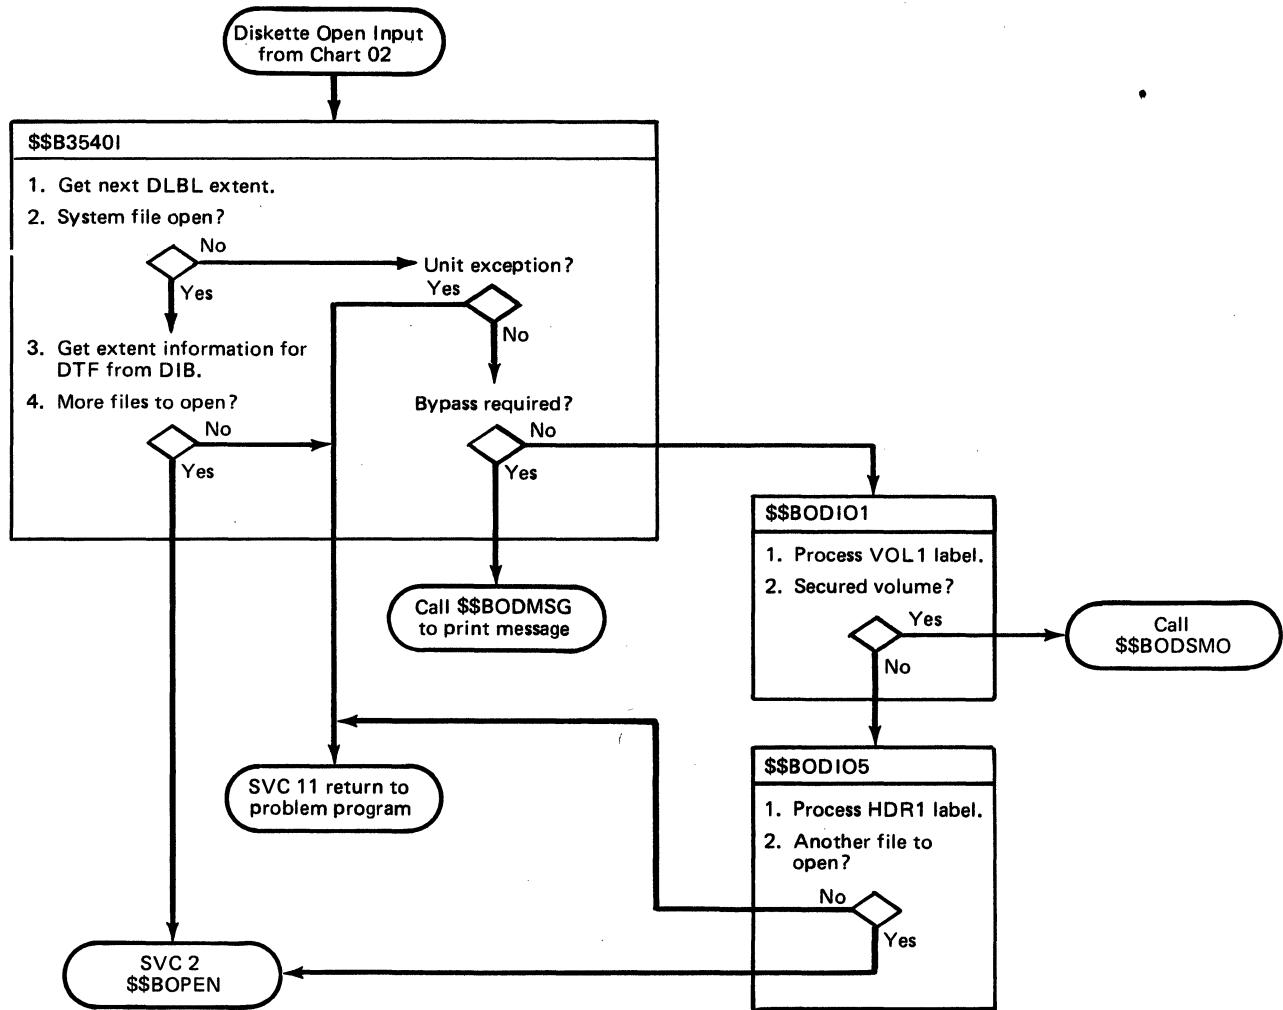 Diskette Open Input
from Chart 02
$$B3540I
1. Get next DLBL extent.
2. System file open?
No
Yes
Unit exception?
Yes
No
3. Get extent information for
DTF from DIB.
4. More files to open?
No
Yes
Bypass required?
No
Yes
Call $$BODMSG
to print message
$$BODIO1
1. Process VOL1 label.
2. Secured volume?
Yes
No
Call
$$BODSMO
SVC 11 return to
problem program
$$BODIO5
1. Process HDR1 label.
2. Another file to
open?
No
Yes
SVC 2
$$BOPEN